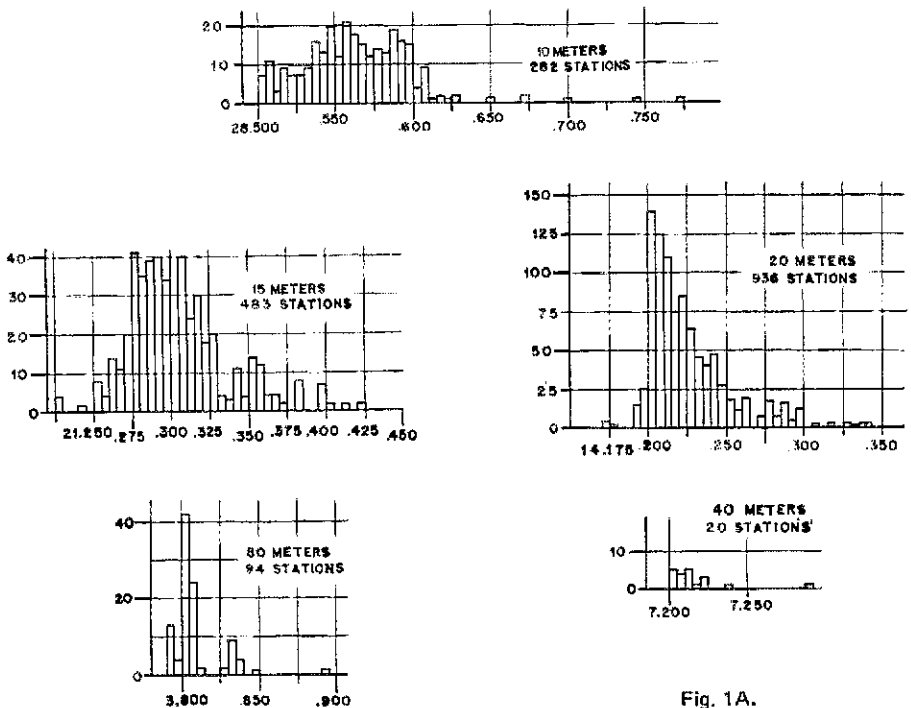 20
10
0
10 METERS
282 STATIONS
28.500 .550 .600 .650 .700 .750
40
30
20
10
0
15 METERS
483 STATIONS
21.250 .275 .300 .325 .350 .375 .400 .425 .450
150
125
100
75
50
25
0
20 METERS
936 STATIONS
14.175 .200 .250 .300 .350
40
20
0
80 METERS
94 STATIONS
3.800 .850 .900
40 METERS
20 STATIONS
10
0
7.200 7.250
Fig. 1A.